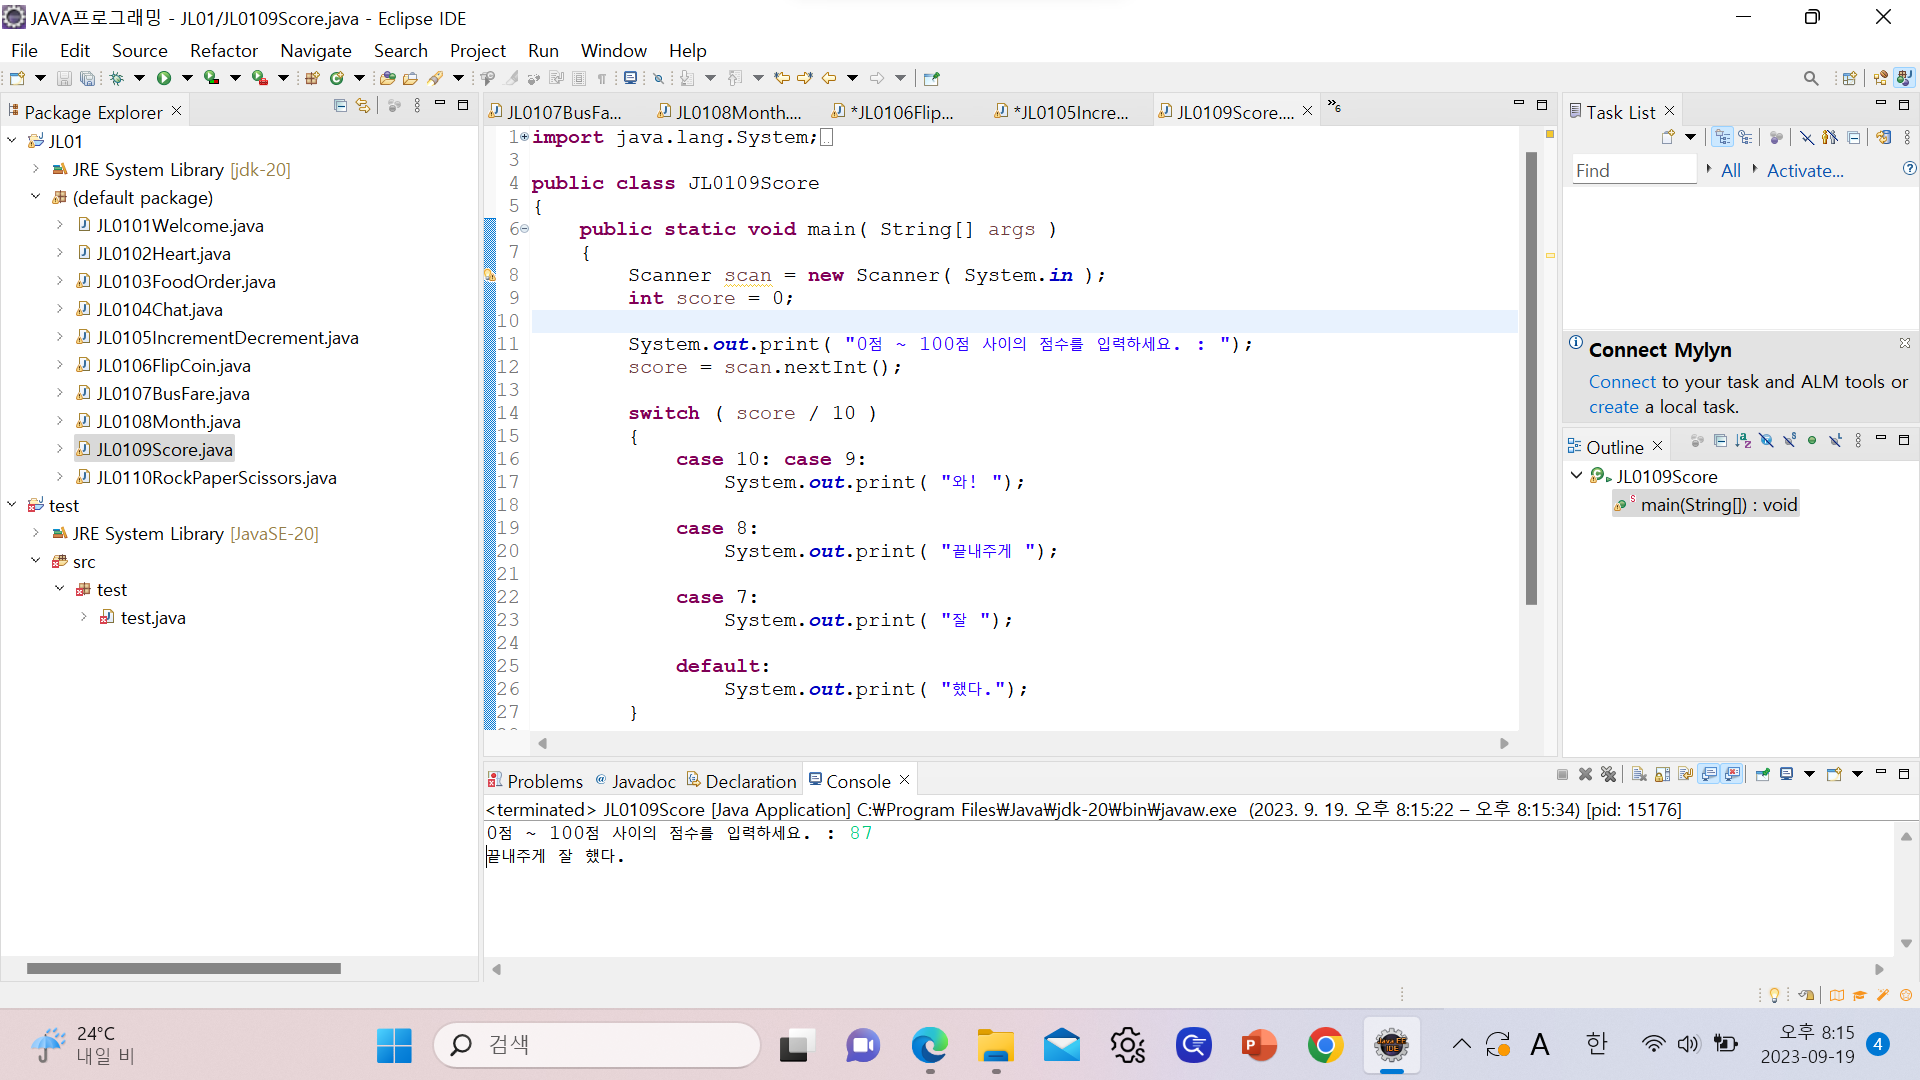 JAVA프로그래밍 - JL01/JL0109Score.java - Eclipse IDE
File Edit Source Refactor Navigate Search Project Run Window Help
Package Explorer
JL01
JRE System Library [jdk-20]
(default package)
JL0101Welcome.java
JL0102Heart.java
JL0103FoodOrder.java
JL0104Chat.java
JL0105IncrementDecrement.java
JL0106FlipCoin.java
JL0107BusFare.java
JL0108Month.java
JL0109Score.java
JL0110RockPaperScissors.java
test
JRE System Library [JavaSE-20]
src
test
test.java
JL0107BusFa... JL0108Month.... *JL0106Flip... *JL0105Incre... JL0109Score.... 6
1 import java.lang.System;
3
4 public class JL0109Score
5 {
6 public static void main( String[] args )
7 {
8 Scanner scan = new Scanner( System.in );
9 int score = 0;
10
11 System.out.print( "0점 ~ 100점 사이의 점수를 입력하세요. : ");
12 score = scan.nextInt();
13
14 switch ( score / 10 )
15 {
16 case 10: case 9:
17 System.out.print( "와! ");
18
19 case 8:
20 System.out.print( "끝내주게 ");
21
22 case 7:
23 System.out.print( "잘 ");
24
25 default:
26 System.out.print( "했다.");
27 }
Task List
Find All Activate...
Connect Mylyn
Connect to your task and ALM tools or
create a local task.
Outline
JL0109Score
main(String[]) : void
Problems Javadoc Declaration Console
<terminated> JL0109Score [Java Application] C:₩Program Files₩Java₩jdk-20₩bin₩javaw.exe (2023. 9. 19. 오후 8:15:22 – 오후 8:15:34) [pid: 15176]
0점 ~ 100점 사이의 점수를 입력하세요. : 87
끝내주게 잘 했다.
24°C
내일 비
검색
A 한
오후 8:15
2023-09-19
4